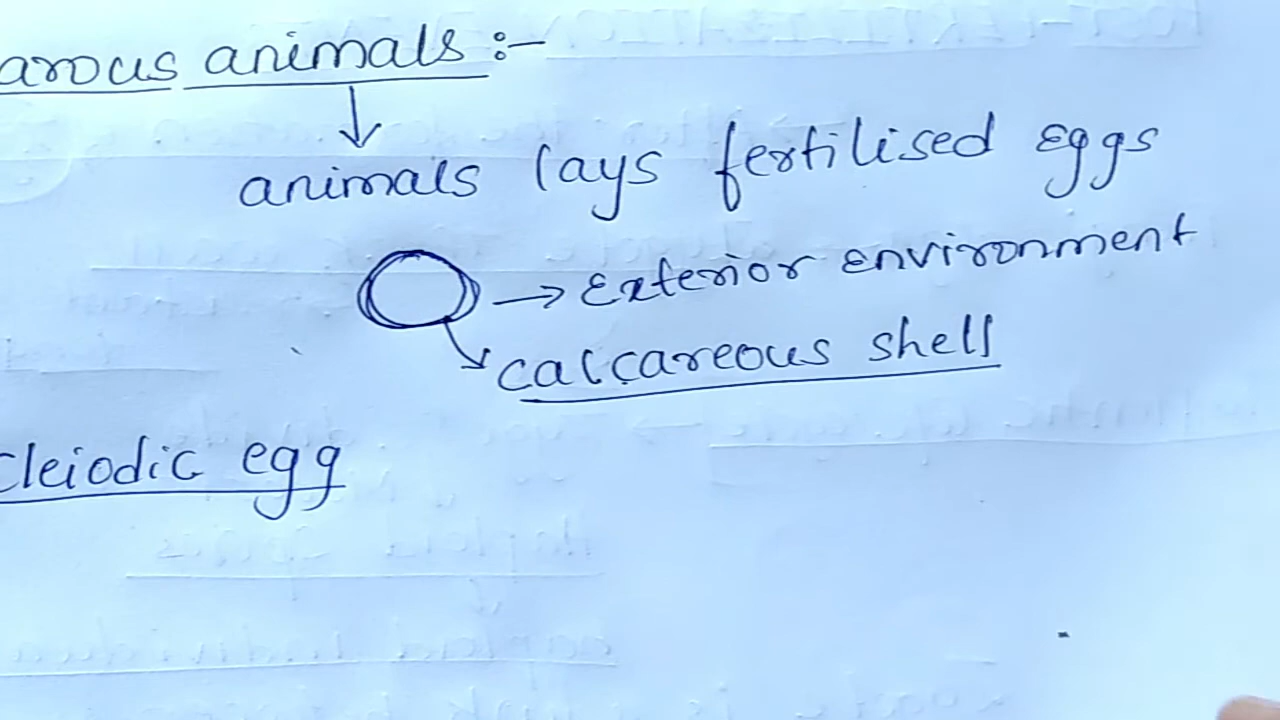 arous animals :-
animals lays fertilised eggs
→ Exterior environment
calcareous shell
cleiodic egg